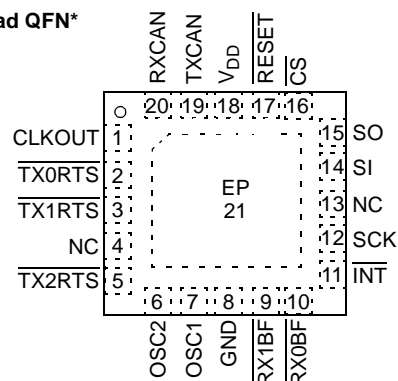 ad QFN*
RXCAN
TXCAN
VDD
RESET
CS
20 19 18 17 16
CLKOUT 1
TX0RTS 2
TX1RTS 3
NC 4
TX2RTS 5
EP
21
15 SO
14 SI
13 NC
12 SCK
11 INT
6 7 8 9 10
OSC2
OSC1
GND
RX1BF
RX0BF